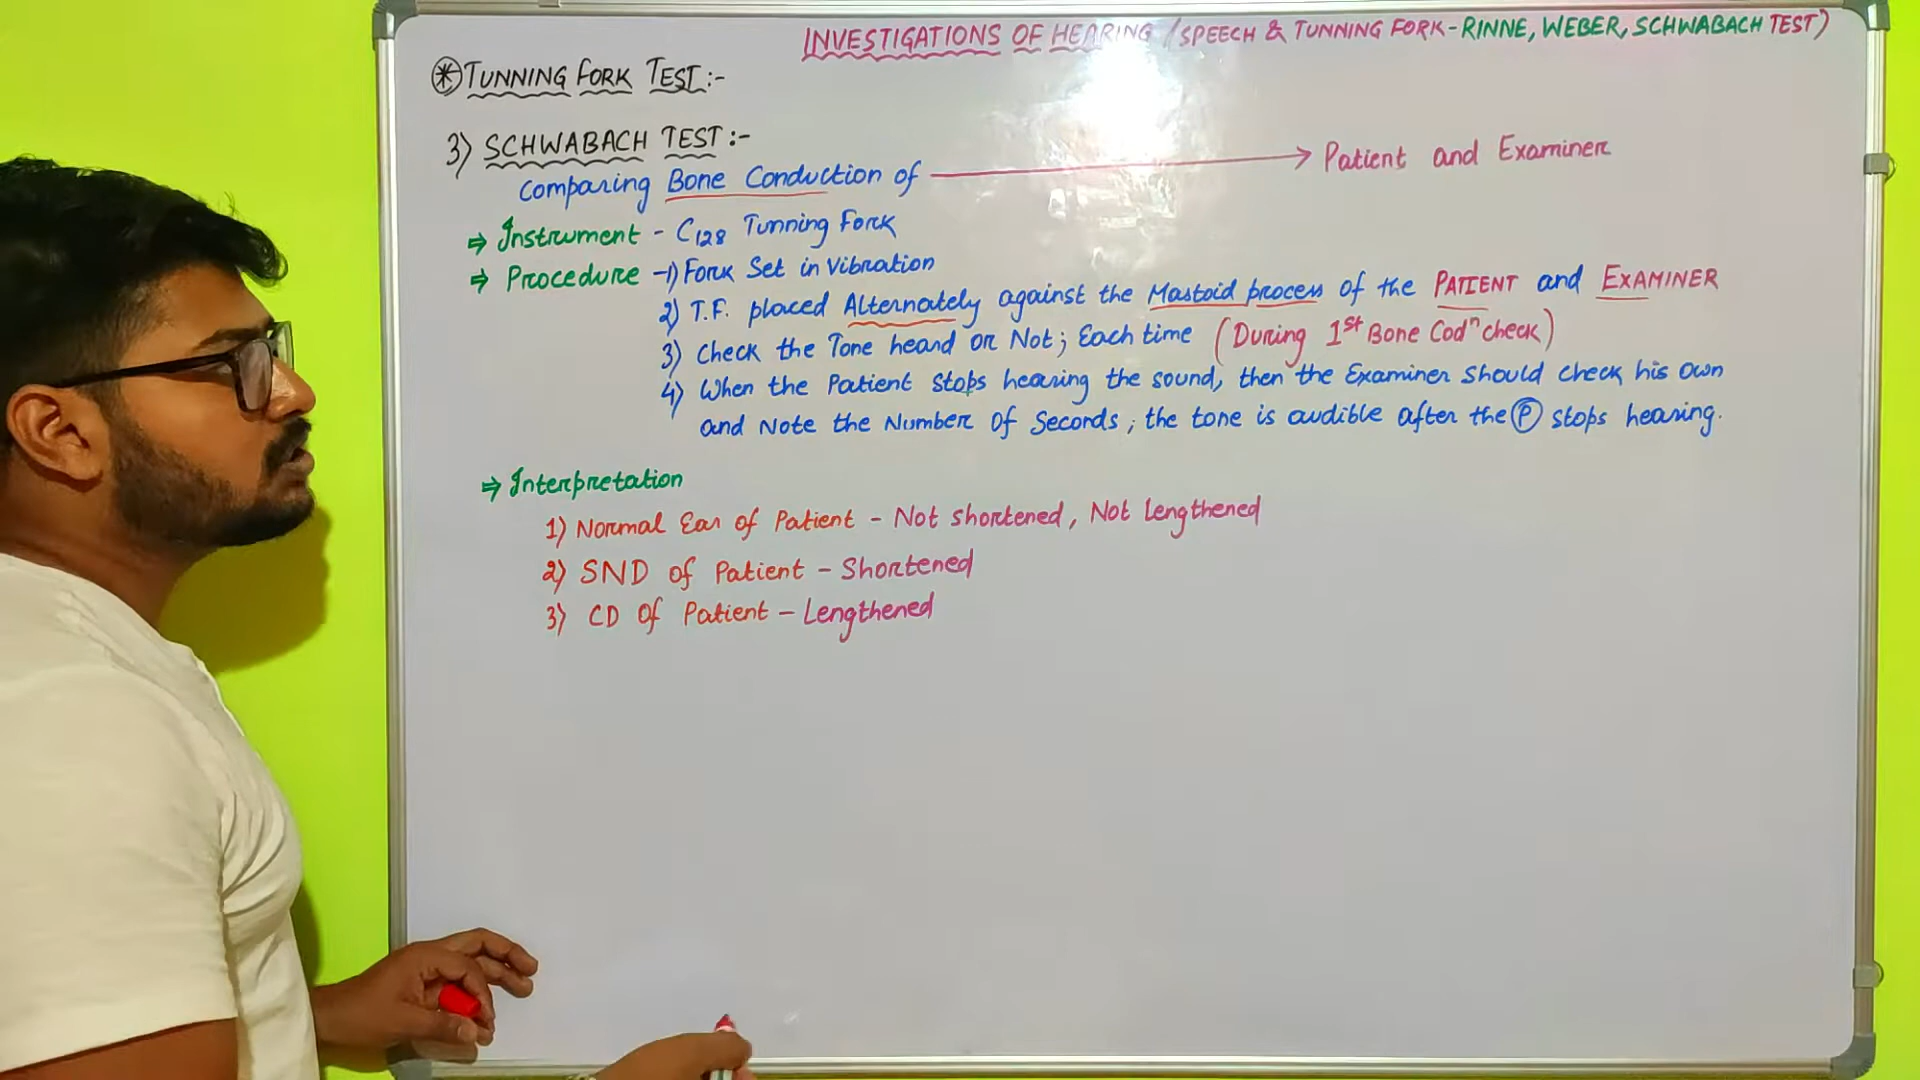 INVESTIGATIONS OF HEARING (SPEECH & TUNNING FORK-RINNE, WEBER, SCHWABACH TEST)
* TUNNING FORK TEST:-
3) SCHWABACH TEST:-
comparing Bone Conduction of → Patient and Examiner
⇒ Instrument - C128 Tunning Fork
⇒ Procedure -1) Fork Set in Vibration
2) T.F. placed Alternately against the Mastoid process of the PATIENT and EXAMINER
3) Check the Tone heard or Not; Each time (During 1st Bone Codn check)
4) When the Patient stops hearing the sound, then the Examiner should check his own
and Note the Number of Seconds; the tone is audible after the P stops hearing.
⇒ Interpretation
1) Normal Ear of Patient - Not shortened, Not Lengthened
2) SND of Patient - Shortened
3) CD of Patient - Lengthened